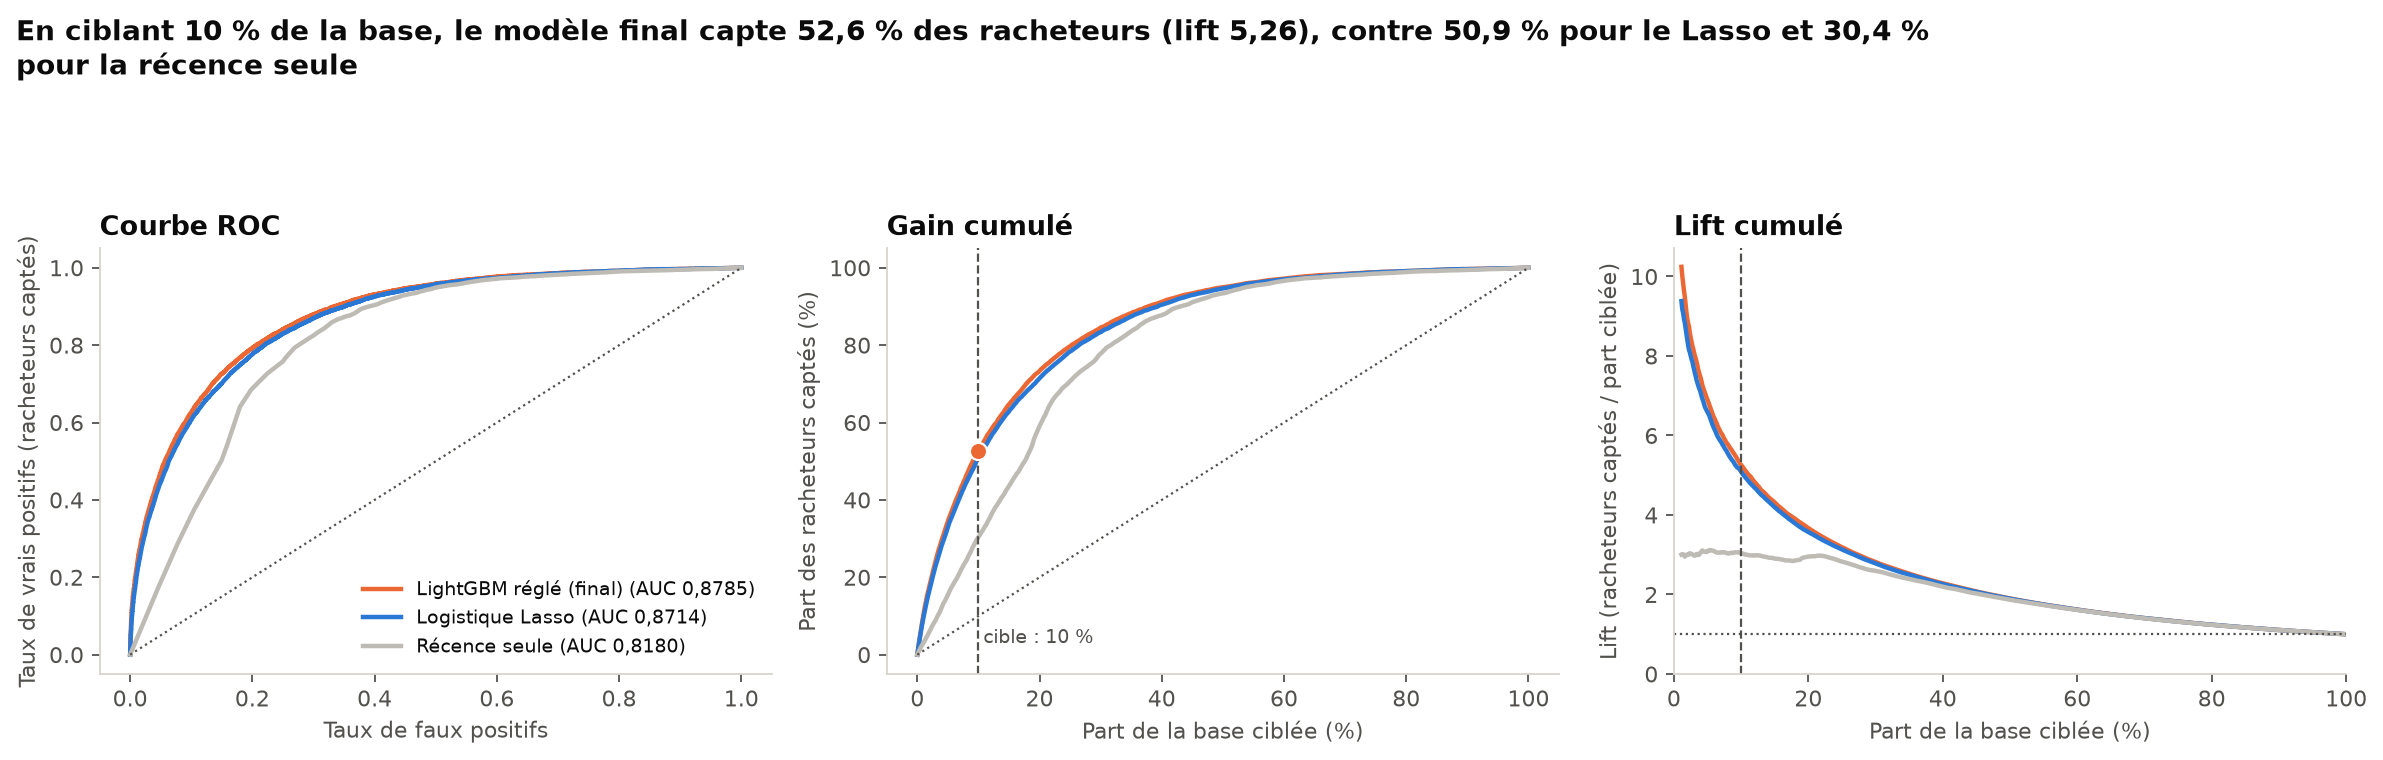 En ciblant 10 % de la base, le modèle final capte 52,6 % des racheteurs (lift 5,26), contre 50,9 % pour le Lasso et 30,4 %
pour la récence seule
Courbe ROC
Taux de vrais positifs (racheteurs captés)
1.0
0.8
0.6
0.4
0.2
0.0
LightGBM réglé (final) (AUC 0,8785)
Logistique Lasso (AUC 0,8714)
Récence seule (AUC 0,8180)
0.0 0.2 0.4 0.6 0.8 1.0
Taux de faux positifs
Gain cumulé
Part des racheteurs captés (%)
100
80
60
40
20
0
cible : 10 %
0 20 40 60 80 100
Part de la base ciblée (%)
Lift cumulé
Lift (racheteurs captés / part ciblée)
10
8
6
4
2
0
0 20 40 60 80 100
Part de la base ciblée (%)